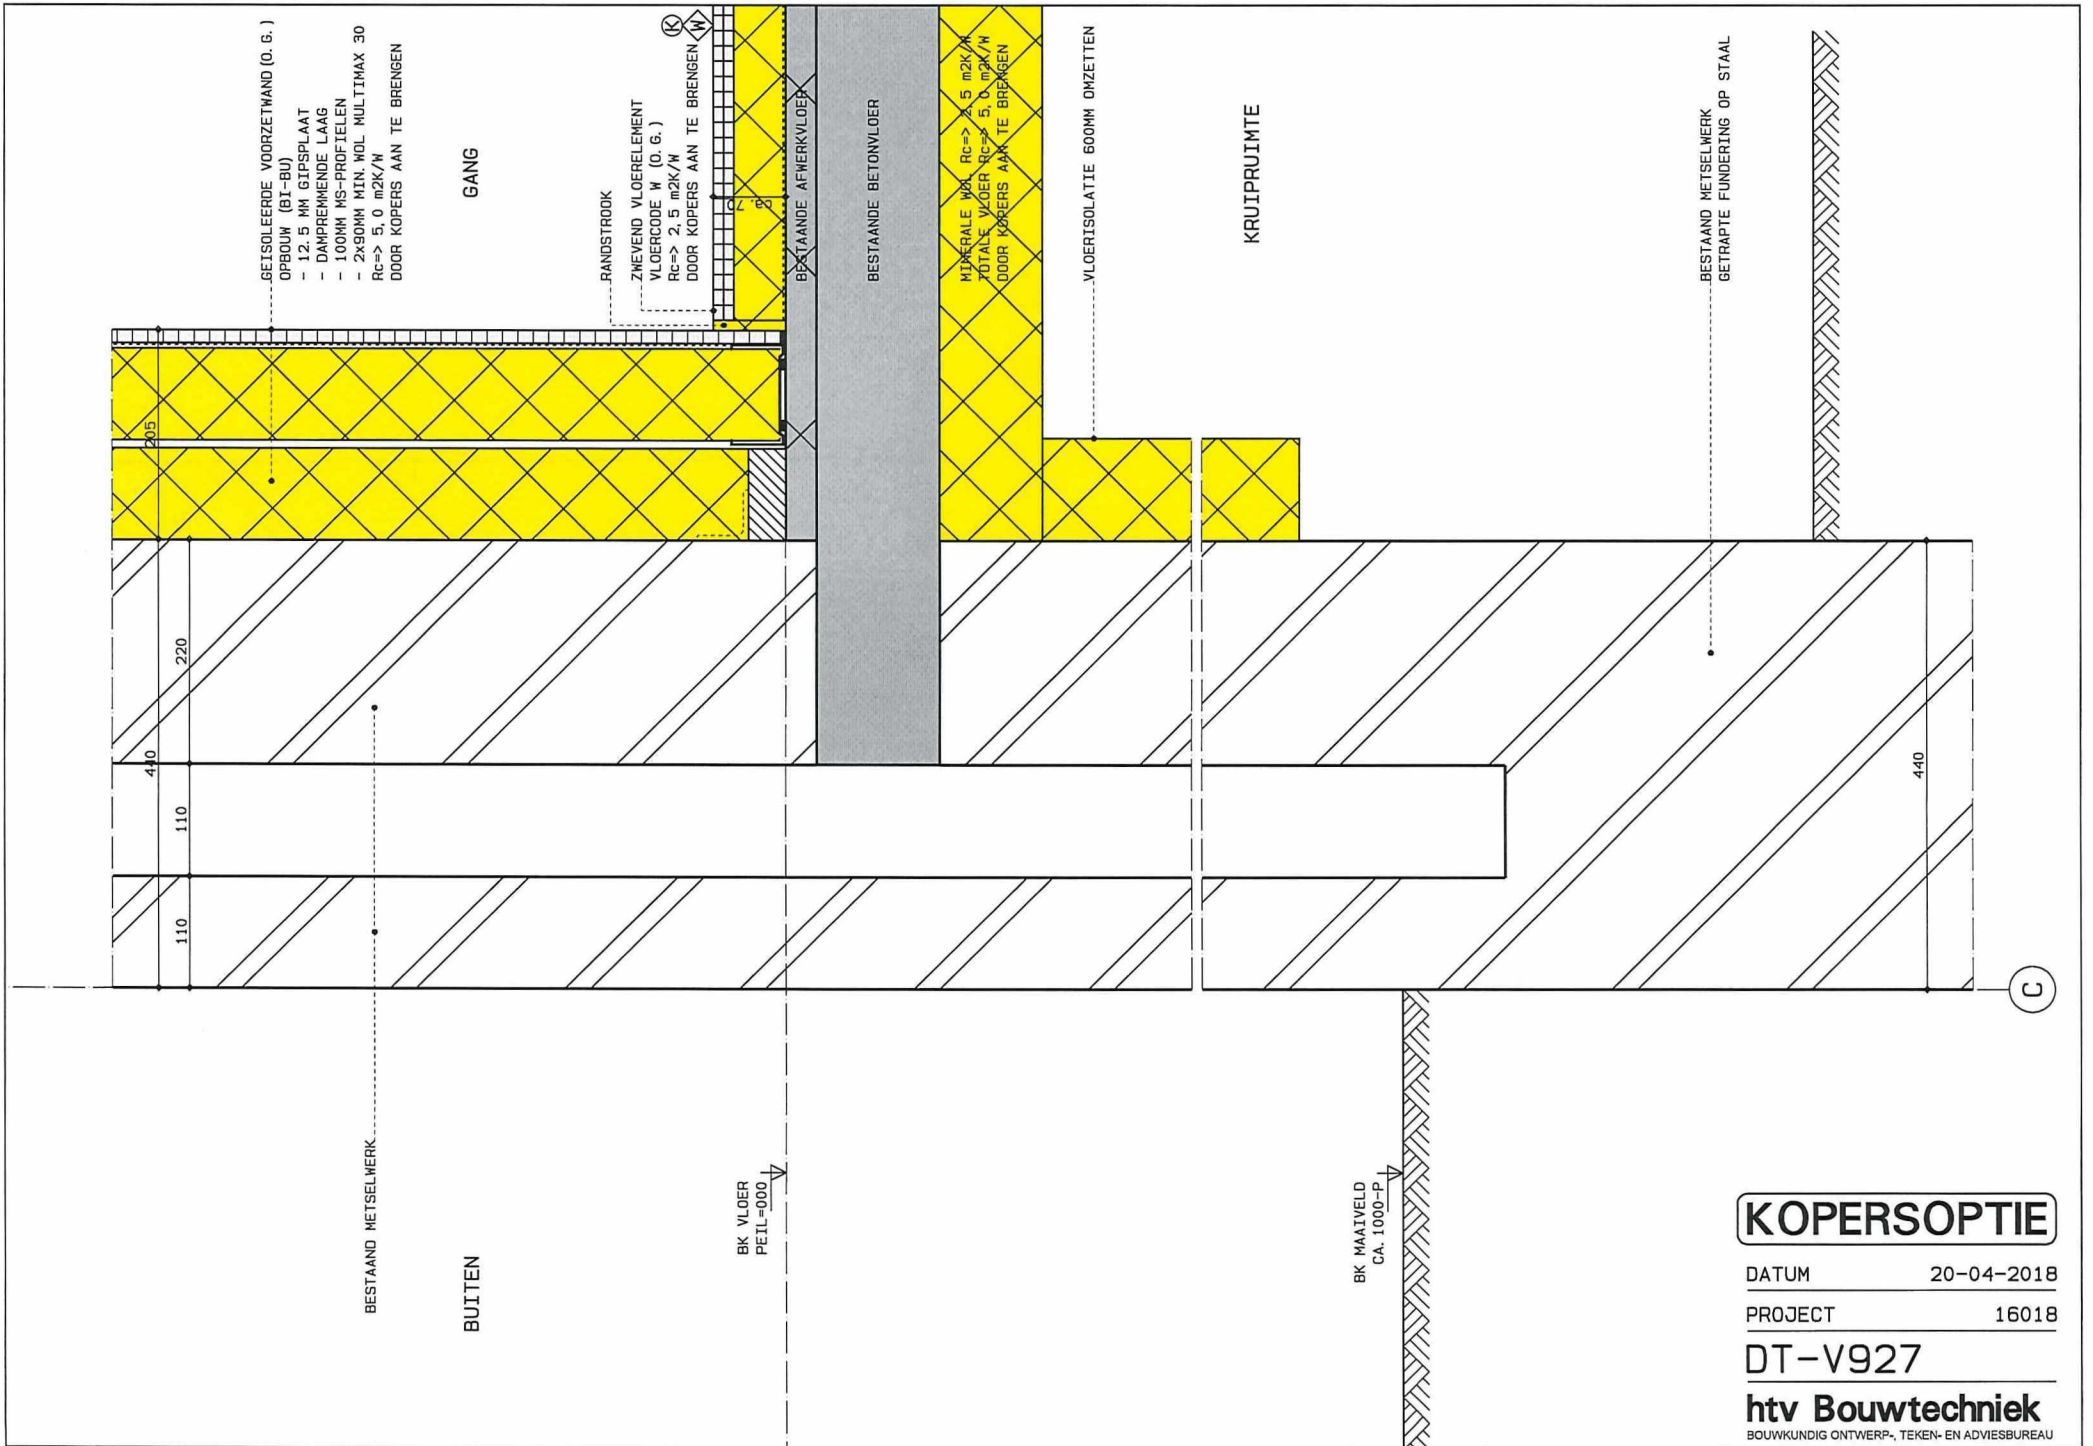 GEISOLEERDE VOORZETWAND (O.G.)
OPBOUW (BI-BU)
- 12.5 MM GIPSPLAAT
- DAMPREMMENDE LAAG
- 100MM MS-PROFIELEN
- 2x90MM MIN.WOL MULTIMAX 30
Rc=> 5,0 m2K/W
DOOR KOPERS AAN TE BRENGEN
GANG
RANDSTROOK
ZWEVEND VLOERELEMENT
VLOERCODE W (O.G.)
Rc=> 2,5 m2K/W
DOOR KOPERS AAN TE BRENGEN
K
W
ca.70
BESTAANDE AFWERKVLOER
BESTAANDE BETONVLOER
MINERALE WOL Rc=> 2,5 m2K/W
TOTALE VLOER Rc=> 5,0 m2K/W
DOOR KOPERS AAN TE BRENGEN
VLOERISOLATIE 600MM OMZETTEN
KRUIPRUIMTE
BESTAAND METSELWERK
GETRAPTE FUNDERING OP STAAL
205
440
220
110
110
440
C
BESTAAND METSELWERK
BUITEN
BK VLOER
PEIL=000
BK MAAIVELD
CA. 1000-P
KOPERSOPTIE
DATUM 20-04-2018
PROJECT 16018
DT-V927
htv Bouwtechniek
BOUWKUNDIG ONTWERP-, TEKEN- EN ADVIESBUREAU